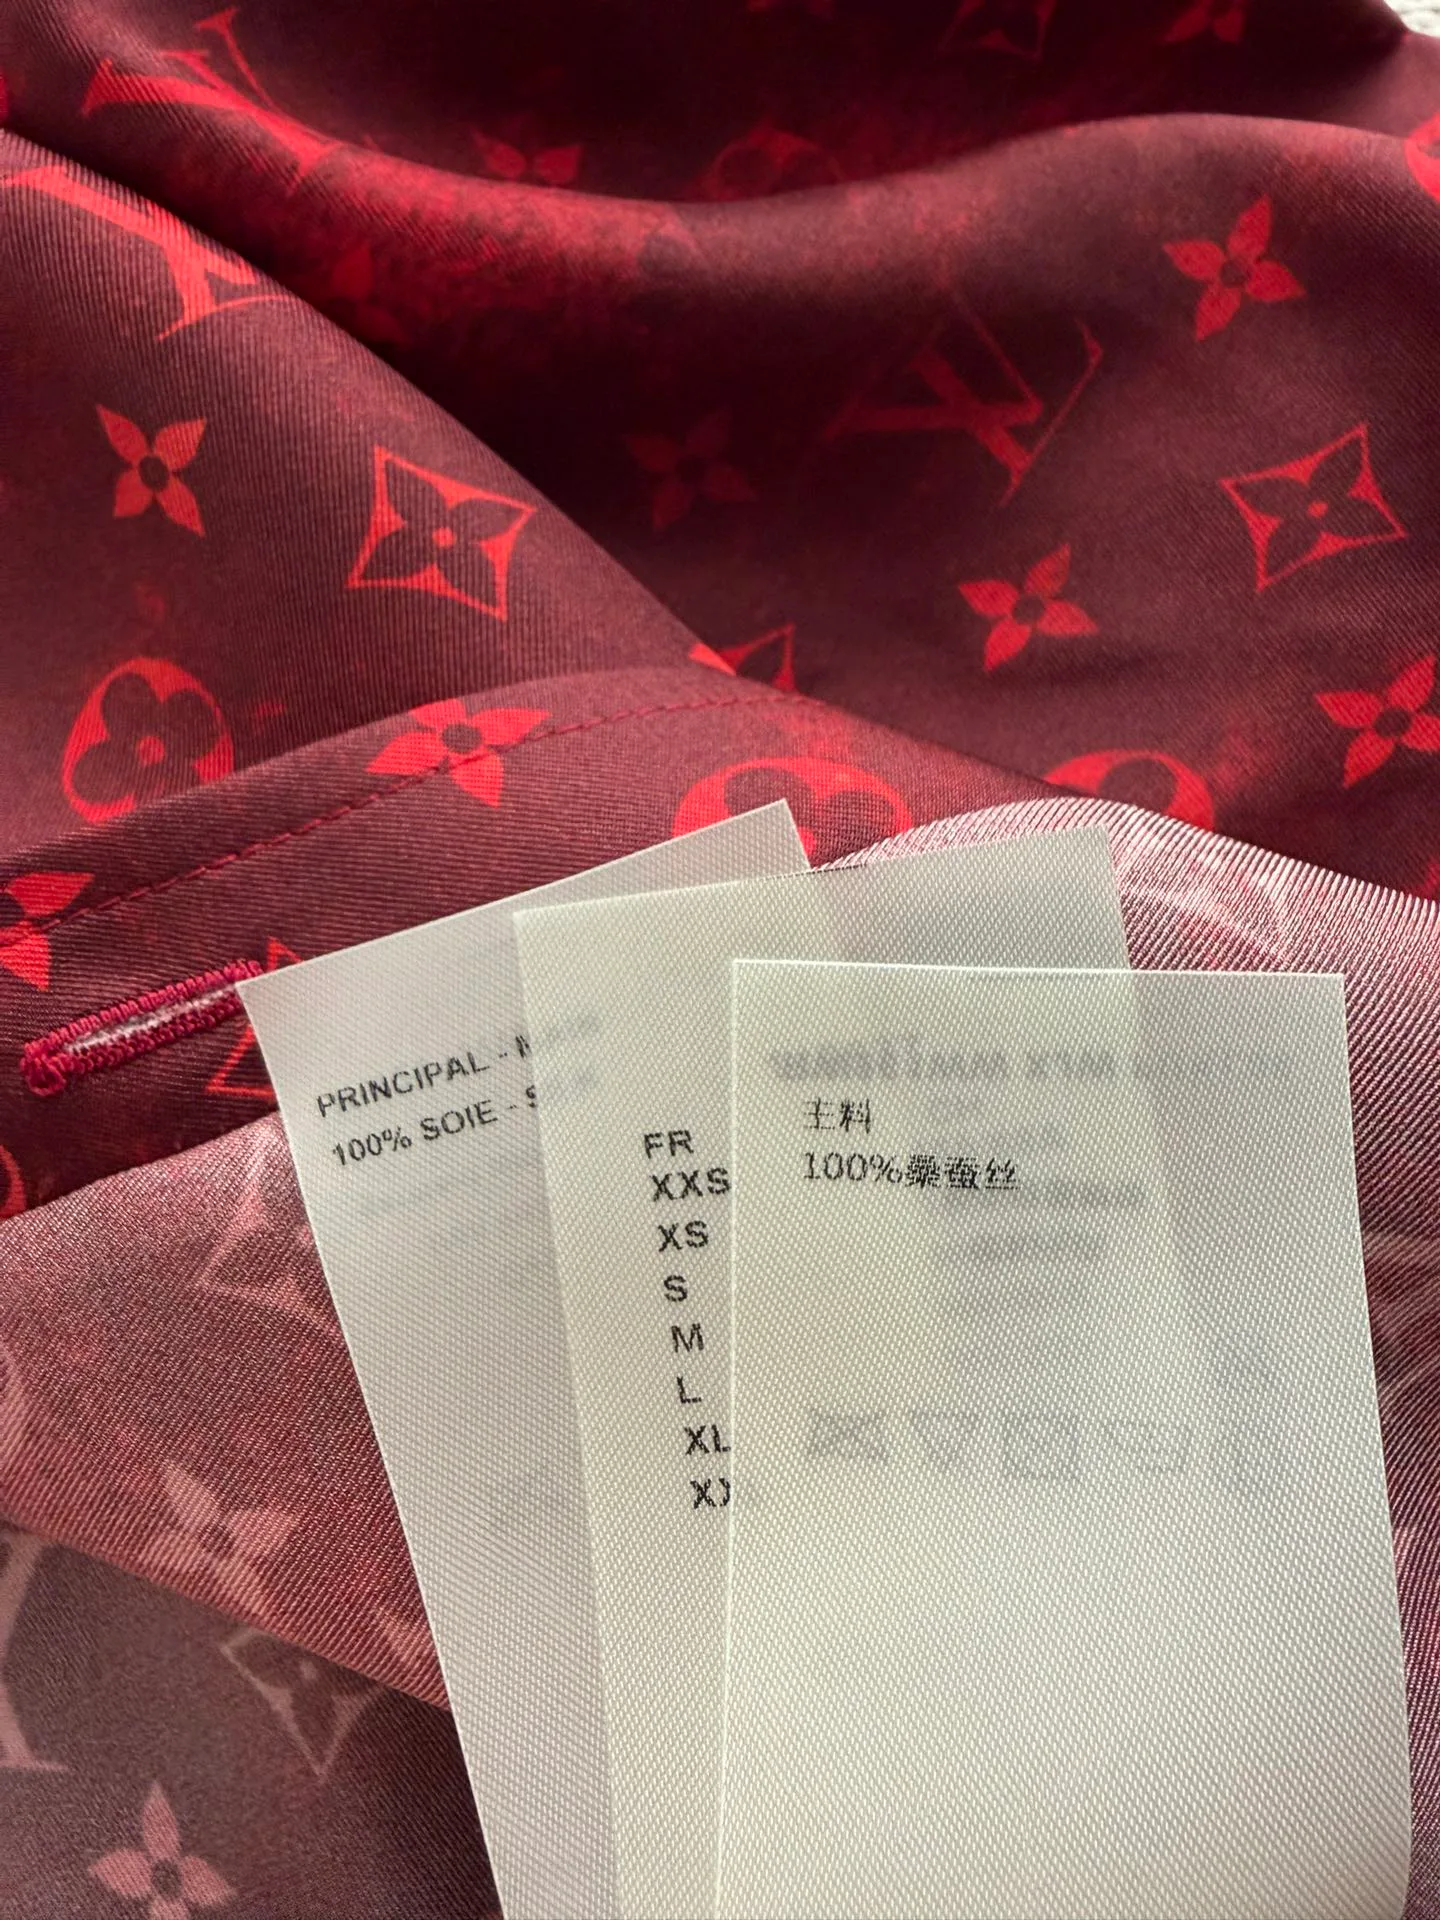 PRINCIPAL -
100% SOIE -
FR
XXS
XS
S
M
L
XL
主料
100%桑蚕丝